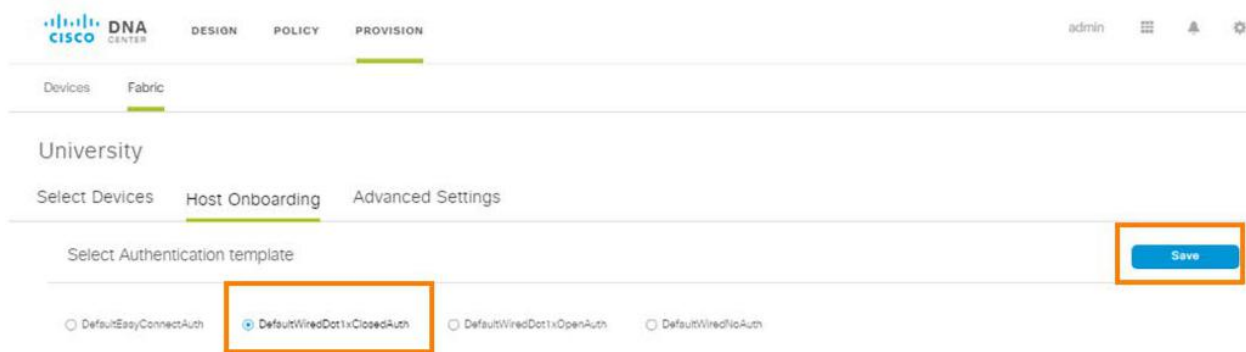 CISCO DNA CENTER DESIGN POLICY PROVISION admin
Devices Fabric
University
Select Devices Host Onboarding Advanced Settings
Select Authentication template Save
DefaultEasyConnectAuth DefaultWiredDot1xClosedAuth DefaultWiredDot1xOpenAuth DefaultWiredNoAuth